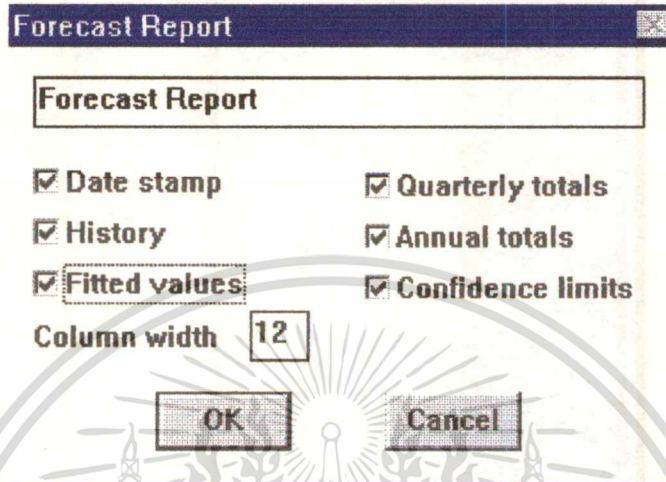 Forecast Report
Forecast Report
Date stamp
Quarterly totals
History
Annual totals
Fitted values
Confidence limits
Column width 12
OK
Cancel